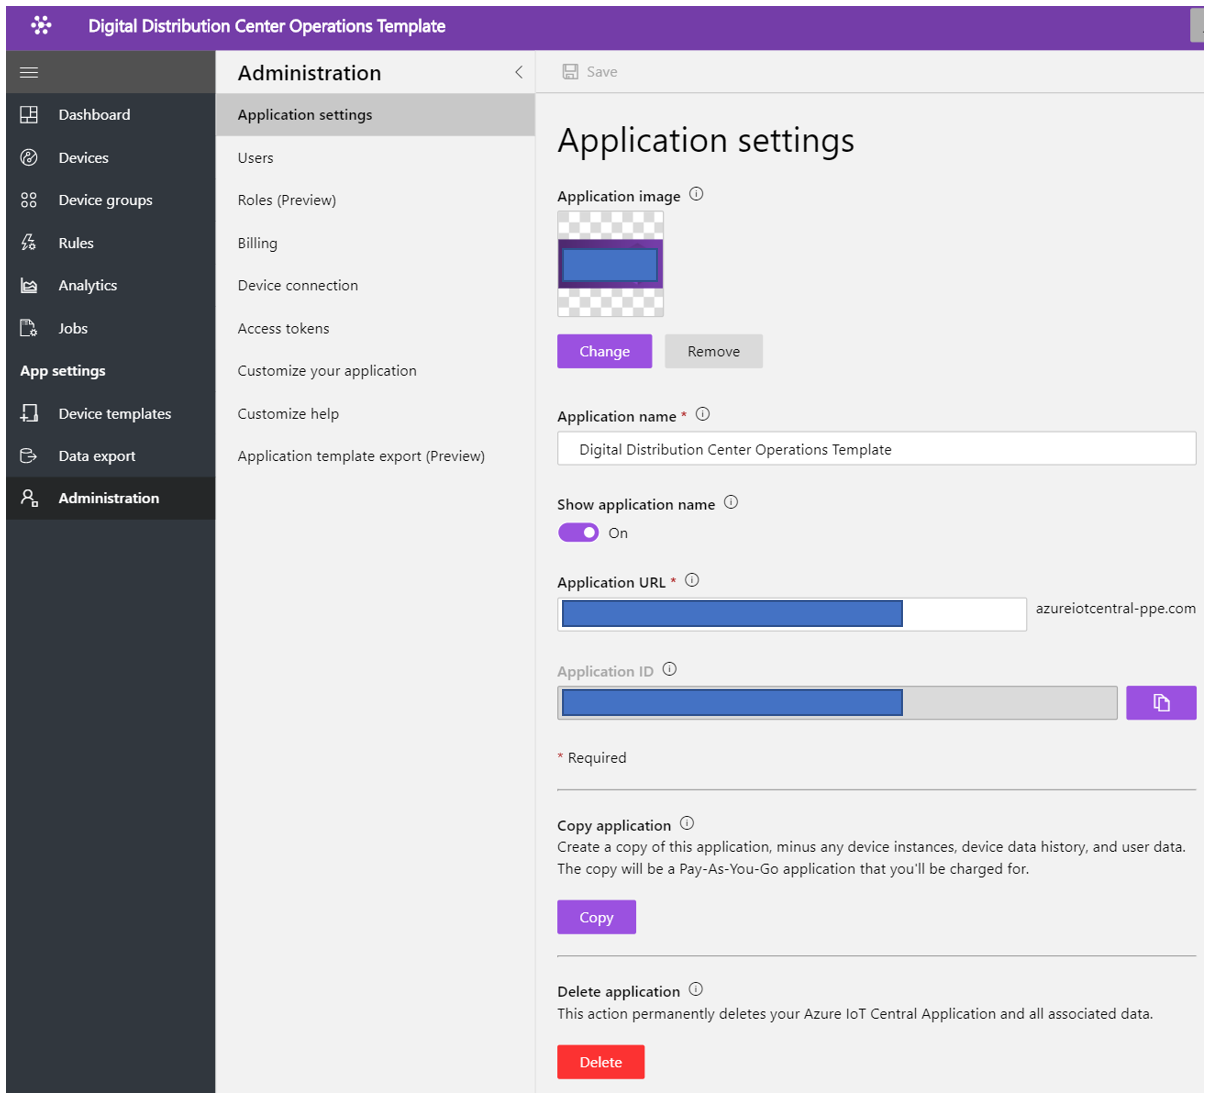 Digital Distribution Center Operations Template
Dashboard
Devices
Device groups
Rules
Analytics
Jobs
App settings
Device templates
Data export
Administration
Administration
Application settings
Users
Roles (Preview)
Billing
Device connection
Access tokens
Customize your application
Customize help
Application template export (Preview)
Save
Application settings
Application image
Change
Remove
Application name *
Digital Distribution Center Operations Template
Show application name
On
Application URL *
azureiotcentral-ppe.com
Application ID
* Required
Copy application
Create a copy of this application, minus any device instances, device data history, and user data.
The copy will be a Pay-As-You-Go application that you'll be charged for.
Copy
Delete application
This action permanently deletes your Azure IoT Central Application and all associated data.
Delete